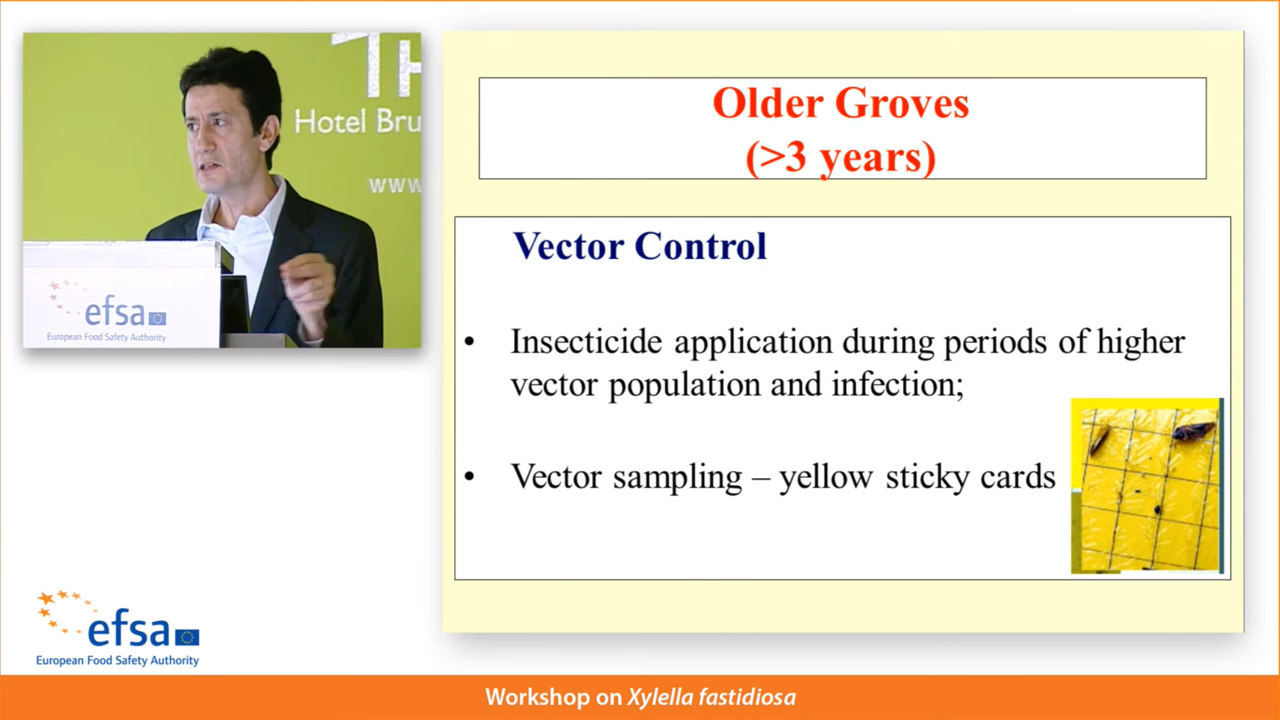 TH
Hotel Bru
www.
efsa
European Food Safety Authority
Older Groves
(>3 years)
Vector Control
• Insecticide application during periods of higher
vector population and infection;
• Vector sampling – yellow sticky cards
efsa
European Food Safety Authority
Workshop on Xylella fastidiosa